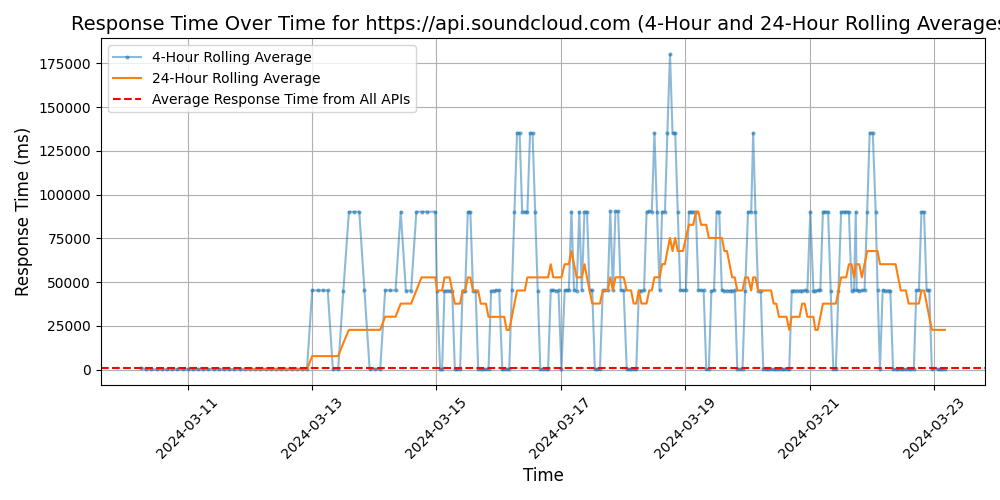 Response Time Over Time for https://api.soundcloud.com (4-Hour and 24-Hour Rolling Averages
4-Hour Rolling Average
24-Hour Rolling Average
Average Response Time from All APIs
Response Time (ms)
175000
150000
125000
100000
75000
50000
25000
0
2024-03-11
2024-03-13
2024-03-15
2024-03-17
2024-03-19
2024-03-21
2024-03-23
Time